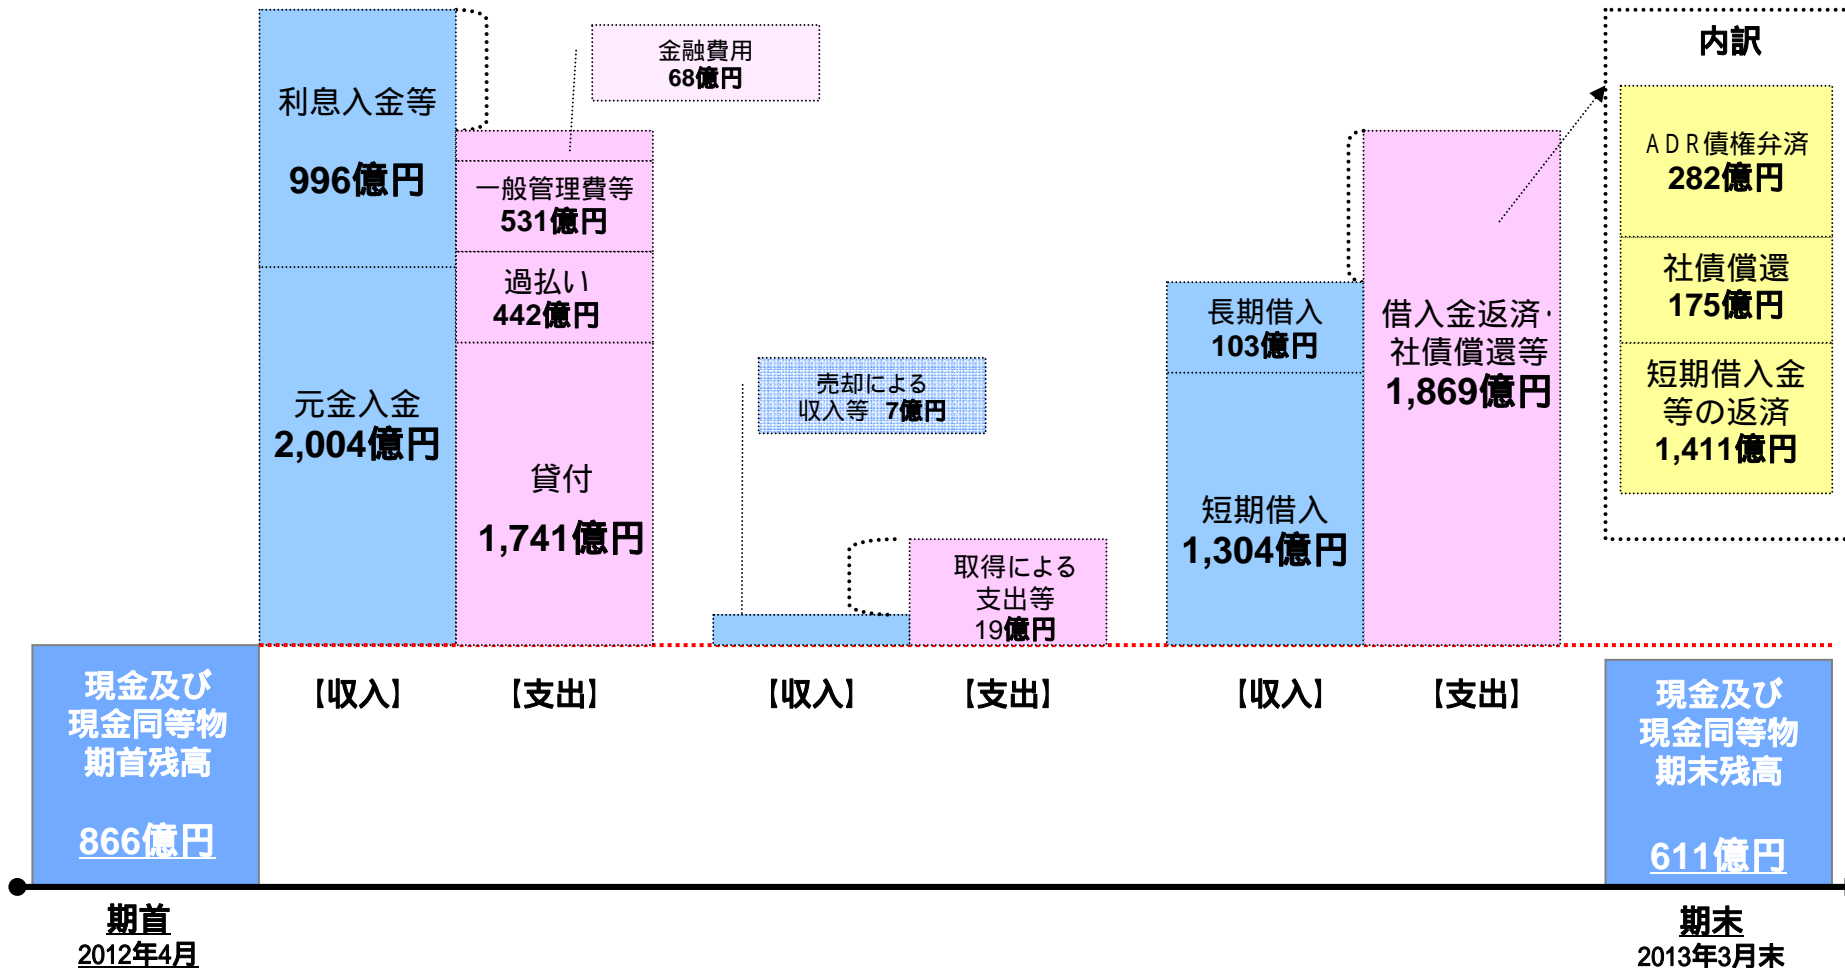 利息入金等
996億円
元金入金
2,004億円
金融費用
68億円
一般管理費等
531億円
過払い
442億円
貸付
1,741億円
売却による
収入等 7億円
取得による
支出等
19億円
長期借入
103億円
短期借入
1,304億円
借入金返済・
社債償還等
1,869億円
内訳
ADR債権弁済
282億円
社債償還
175億円
短期借入金
等の返済
1,411億円
現金及び
現金同等物
期首残高
866億円
【収入】
【支出】
【収入】
【支出】
【収入】
【支出】
現金及び
現金同等物
期末残高
611億円
期首
2012年4月
期末
2013年3月末